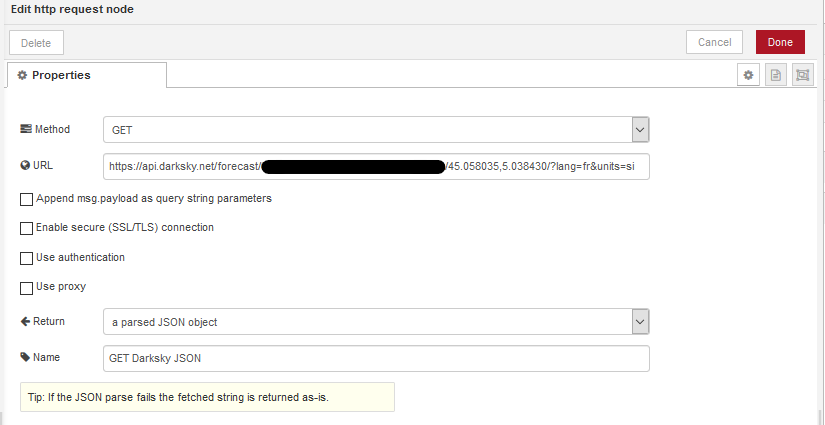 Edit http request node
Delete
Cancel
Done
Properties
Method
GET
URL
https://api.darksky.net/forecast/ /45.058035,5.038430/?lang=fr&units=si
Append msg.payload as query string parameters
Enable secure (SSL/TLS) connection
Use authentication
Use proxy
Return
a parsed JSON object
Name
GET Darksky JSON
Tip: If the JSON parse fails the fetched string is returned as-is.